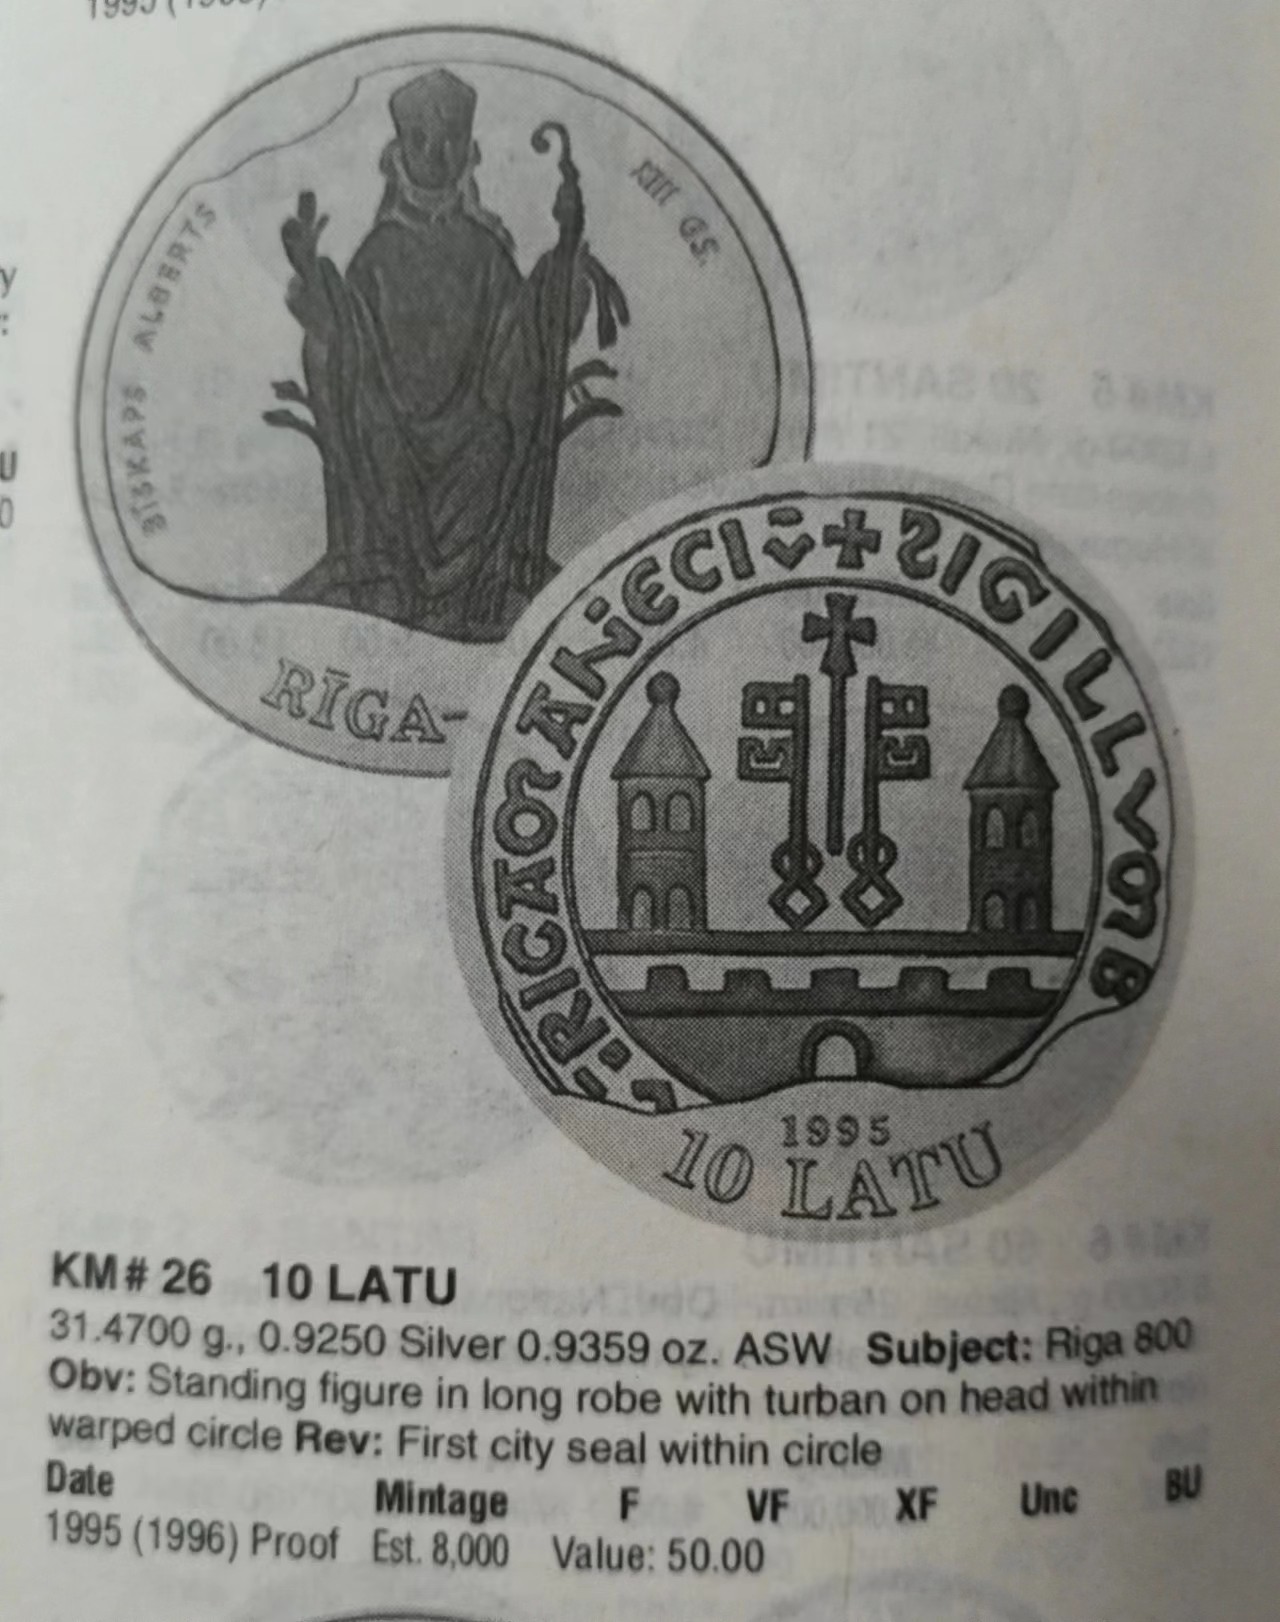 BĪSKAPS ALBERTS
XIII GS.
RĪGA-
1995
10 LATU
KM# 26 10 LATU
31.4700 g., 0.9250 Silver 0.9359 oz. ASW Subject: Riga 800
Obv: Standing figure in long robe with turban on head within
warped circle Rev: First city seal within circle
Date Mintage F VF XF Unc BU
1995 (1996) Proof Est. 8,000 Value: 50.00